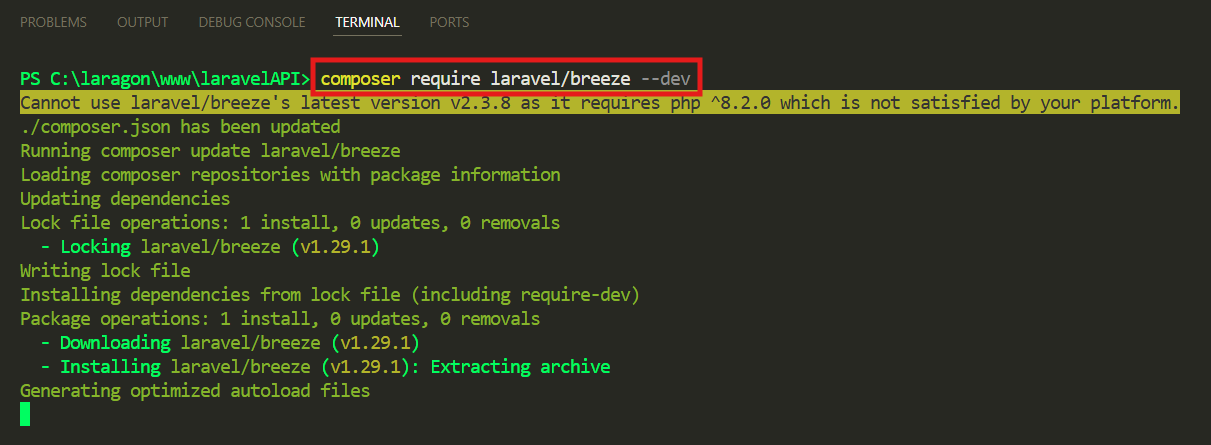 PROBLEMS OUTPUT DEBUG CONSOLE TERMINAL PORTS
PS C:\laragon\www\laravelAPI> composer require laravel/breeze --dev
Cannot use laravel/breeze's latest version v2.3.8 as it requires php ^8.2.0 which is not satisfied by your platform.
./composer.json has been updated
Running composer update laravel/breeze
Loading composer repositories with package information
Updating dependencies
Lock file operations: 1 install, 0 updates, 0 removals
- Locking laravel/breeze (v1.29.1)
Writing lock file
Installing dependencies from lock file (including require-dev)
Package operations: 1 install, 0 updates, 0 removals
- Downloading laravel/breeze (v1.29.1)
- Installing laravel/breeze (v1.29.1): Extracting archive
Generating optimized autoload files